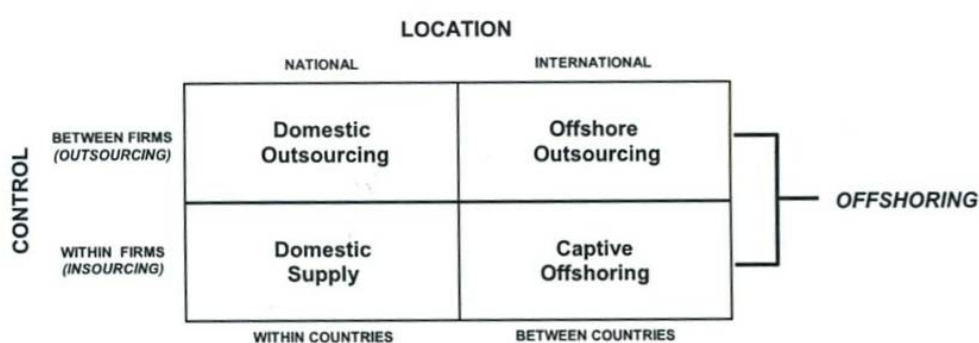 LOCATION
NATIONAL INTERNATIONAL
BETWEEN FIRMS
(OUTSOURCING)
Domestic
Outsourcing
Offshore
Outsourcing
CONTROL
OFFSHORING
WITHIN FIRMS
(INSOURCING)
Domestic
Supply
Captive
Offshoring
WITHIN COUNTRIES BETWEEN COUNTRIES